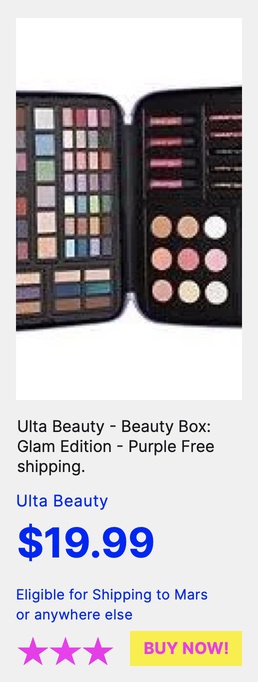 Ulta Beauty - Beauty Box:
Glam Edition - Purple Free
shipping.
Ulta Beauty
$19.99
Eligible for Shipping to Mars
or anywhere else
BUY NOW!